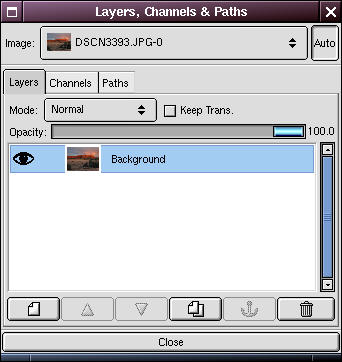 Layers, Channels & Paths
Image: DSCN3393.JPG-0 Auto
Layers Channels Paths
Mode: Normal Keep Trans.
Opacity: 100.0
Background
Close